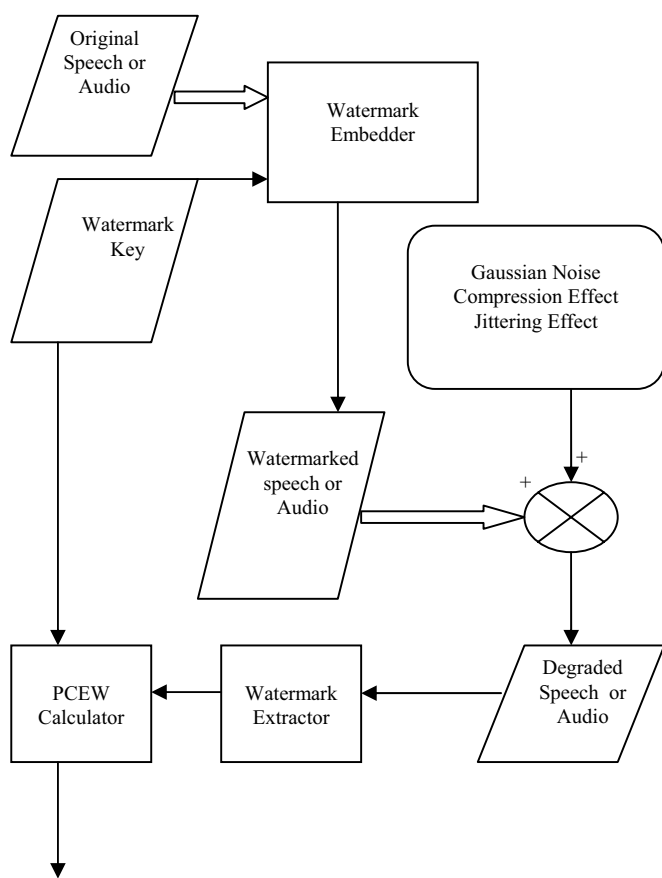 Original
Speech or
Audio
Watermark
Embedder
Watermark
Key
Gaussian Noise
Compression Effect
Jittering Effect
Watermarked
speech or
Audio
+
+
PCEW
Calculator
Watermark
Extractor
Degraded
Speech or
Audio